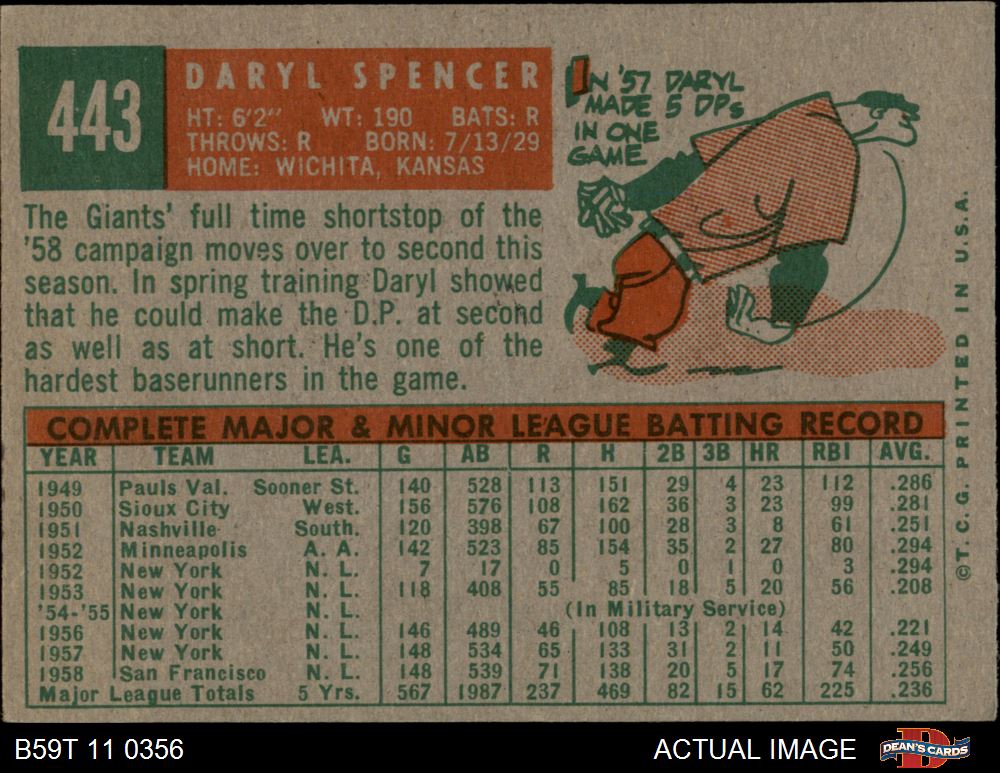 443
DARYL SPENCER
HT: 6'2" WT: 190 BATS: R
THROWS: R BORN: 7/13/29
HOME: WICHITA, KANSAS
IN '57 DARYL
MADE 5 DPs
IN ONE
GAME
The Giants' full time shortstop of the
'58 campaign moves over to second this
season. In spring training Daryl showed
that he could make the D.P. at second
as well as at short. He's one of the
hardest baserunners in the game.
COMPLETE MAJOR & MINOR LEAGUE BATTING RECORD
YEAR TEAM LEA. G AB R H 2B 3B HR RBI AVG.
1949 Pauls Val. Sooner St. 140 528 113 151 29 4 23 112 .286
1950 Sioux City West. 156 576 108 162 36 3 23 99 .281
1951 Nashville South. 120 398 67 100 28 3 8 61 .251
1952 Minneapolis A. A. 142 523 85 154 35 2 27 80 .294
1952 New York N. L. 7 17 0 5 0 1 0 3 .294
1953 New York N. L. 118 408 55 85 18 5 20 56 .208
'54-'55 New York N. L. (In Military Service)
1956 New York N. L. 146 489 46 108 13 2 14 42 .221
1957 New York N. L. 148 534 65 133 31 2 11 50 .249
1958 San Francisco N. L. 148 539 71 138 20 5 17 74 .256
Major League Totals 5 Yrs. 567 1987 237 469 82 15 62 225 .236
©T. C. G. PRINTED IN U.S.A.
B59T 11 0356
ACTUAL IMAGE
DEAN'S CARDS